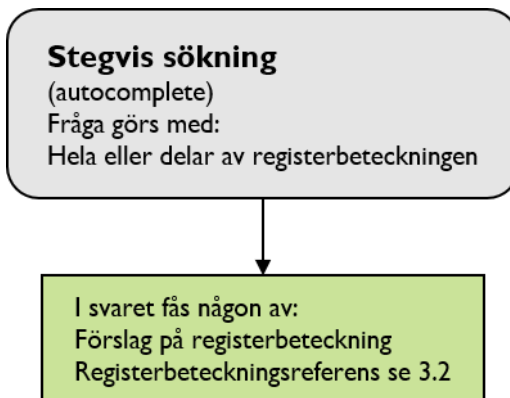 Stegvis sökning
(autocomplete)
Fråga görs med:
Hela eller delar av registerbeteckningen
I svaret fås någon av:
Förslag på registerbeteckning
Registerbeteckningsreferens se 3.2